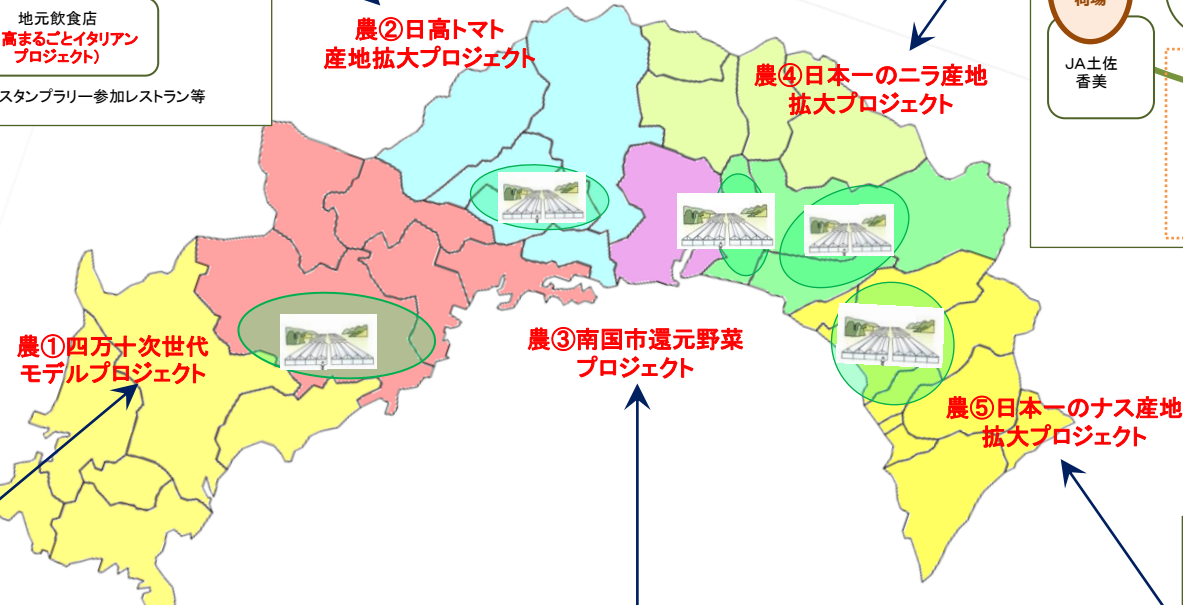 地元飲食店
高まるごとイタリアン
プロジェクト）
スタンプラリー参加レストラン等
農②日高トマト
産地拡大プロジェクト
農④日本一のニラ産地
拡大プロジェクト
荷場
JA土佐
香美
農①四万十次世代
モデルプロジェクト
農③南国市還元野菜
プロジェクト
農⑤日本一のナス産地
拡大プロジェクト